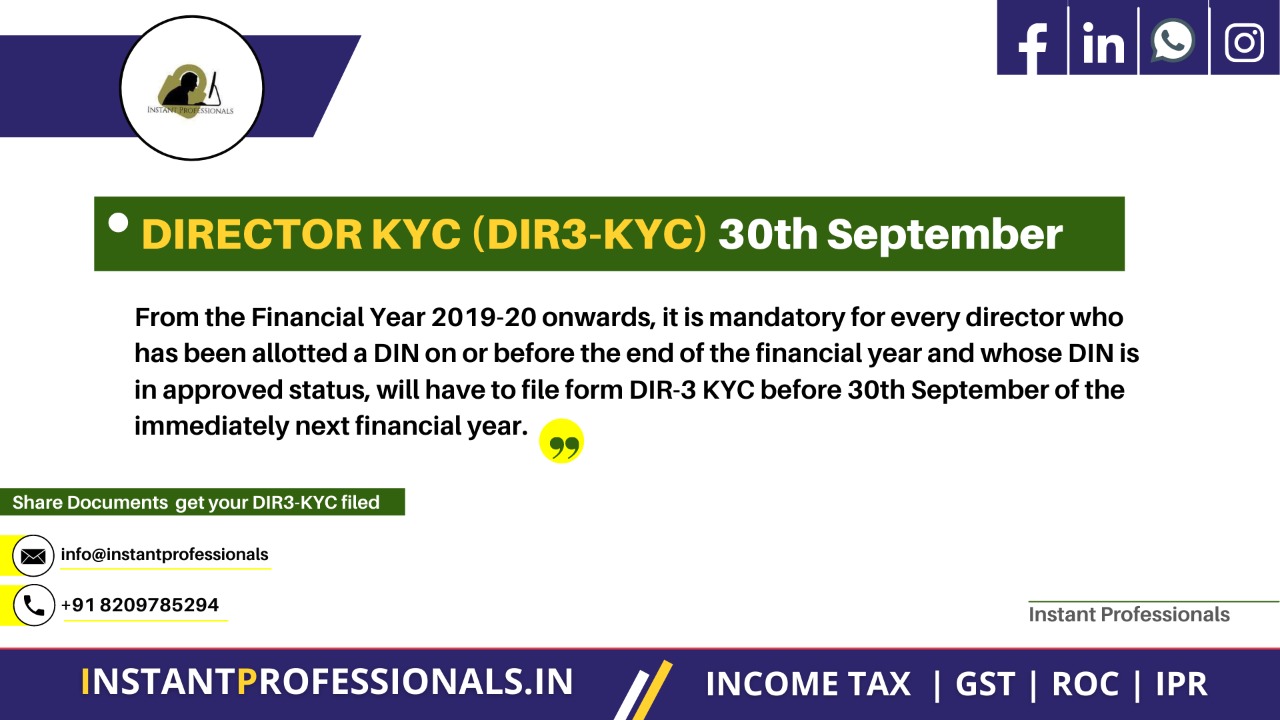 INSTANT PROFESSIONALS
DIRECTOR KYC (DIR3-KYC) 30th September
From the Financial Year 2019-20 onwards, it is mandatory for every director who
has been allotted a DIN on or before the end of the financial year and whose DIN is
in approved status, will have to file form DIR-3 KYC before 30th September of the
immediately next financial year.
Share Documents get your DIR3-KYC filed
info@instantprofessionals
+91 8209785294
Instant Professionals
INSTANTPROFESSIONALS.IN
INCOME TAX | GST | ROC | IPR